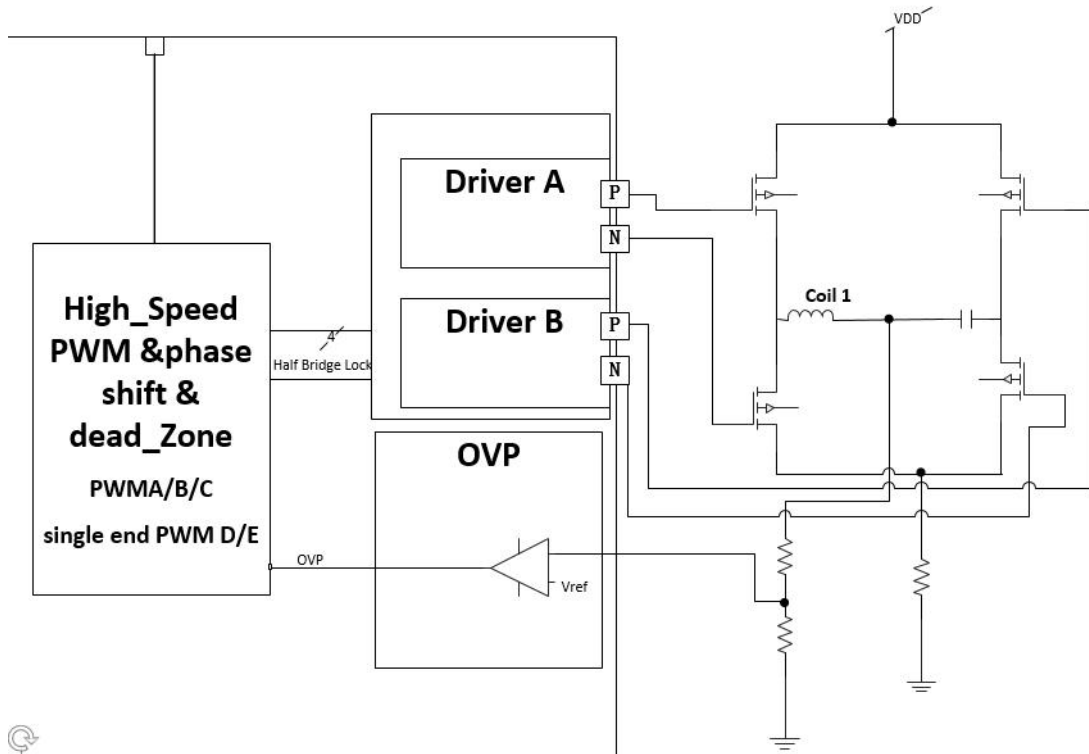 VDD
Driver A
P
N
Driver B
P
N
High_Speed
PWM &phase
shift &
dead_Zone
PWMA/B/C
single end PWM D/E
4
Half Bridge Lock
Coil 1
OVP
OVP
Vref